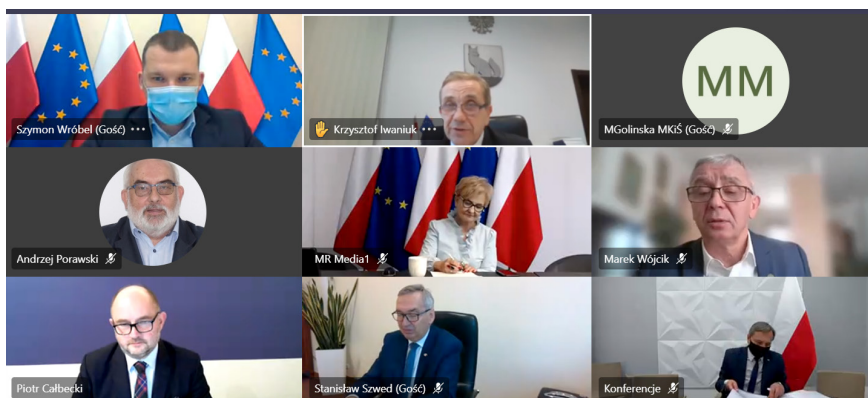 Szymon Wróbel (Gość)
Krzysztof Iwaniuk
MM
MGolinska MKiŚ (Gość)
Andrzej Porawski
MR Media1
Marek Wójcik
Piotr Całbecki
Stanisław Szwed (Gość)
Konferencje